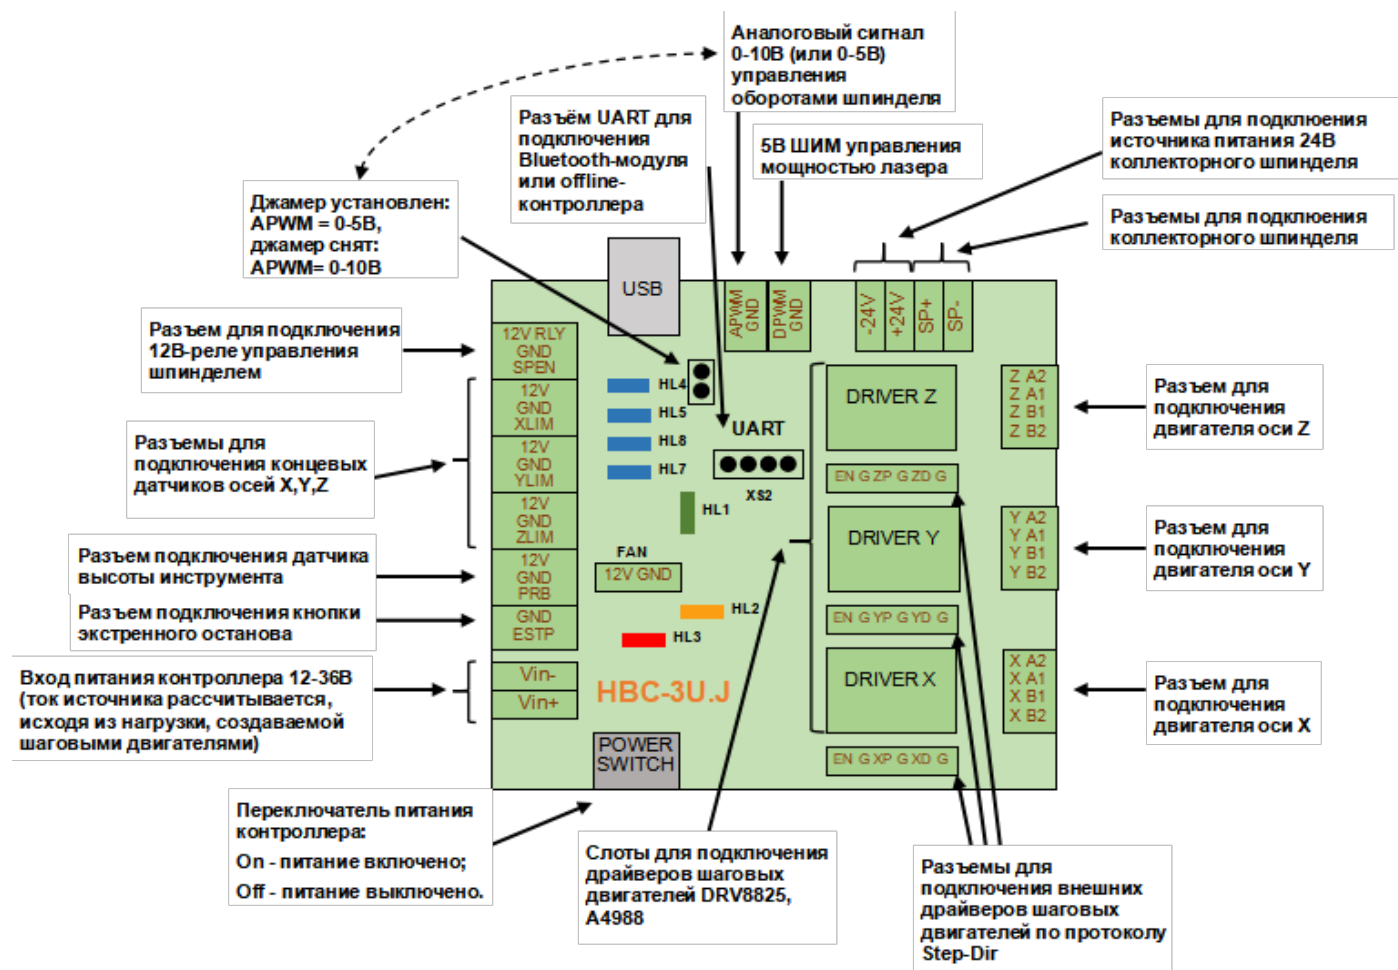 Аналоговый сигнал
0-10В (или 0-5В)
управления
оборотами шпинделя
Разъём UART для
подключения
Bluetooth-модуля
или offline-
контроллера
5В ШИМ управления
мощностью лазера
Разъемы для подклюения
источника питания 24В
коллекторного шпинделя
Разъемы для подклюения
коллекторного шпинделя
Джамер установлен:
APWM = 0-5В,
джамер снят:
APWM= 0-10В
USB
APWM
GND
DPWM
GND
-24V
+24V
SP+
SP-
Разъем для подключения
12В-реле управления
шпинделем
12V RLY
GND
SPEN
12V
GND
XLIM
12V
GND
YLIM
12V
GND
ZLIM
12V
GND
PRB
GND
ESTP
Vin-
Vin+
Разъемы для
подключения концевых
датчиков осей X,Y,Z
Разъем подключения датчика
высоты инструмента
Разъем подключения кнопки
экстренного останова
Вход питания контроллера 12-36В
(ток источника рассчитывается,
исходя из нагрузки, создаваемой
шаговыми двигателями)
HL4
HL5
HL8
HL7
UART
XS2
HL1
FAN
12V GND
HL2
HL3
HBC-3U.J
POWER
SWITCH
DRIVER Z
EN G ZP G ZD G
DRIVER Y
EN G YP G YD G
DRIVER X
EN G XP G XD G
Z A2
Z A1
Z B1
Z B2
Y A2
Y A1
Y B1
Y B2
X A2
X A1
X B1
X B2
Разъем для
подключения
двигателя оси Z
Разъем для
подключения
двигателя оси Y
Разъем для
подключения
двигателя оси X
Переключатель питания
контроллера:
On - питание включено;
Off - питание выключено.
Слоты для подключения
драйверов шаговых
двигателей DRV8825,
A4988
Разъемы для
подключения внешних
драйверов шаговых
двигателей по протоколу
Step-Dir